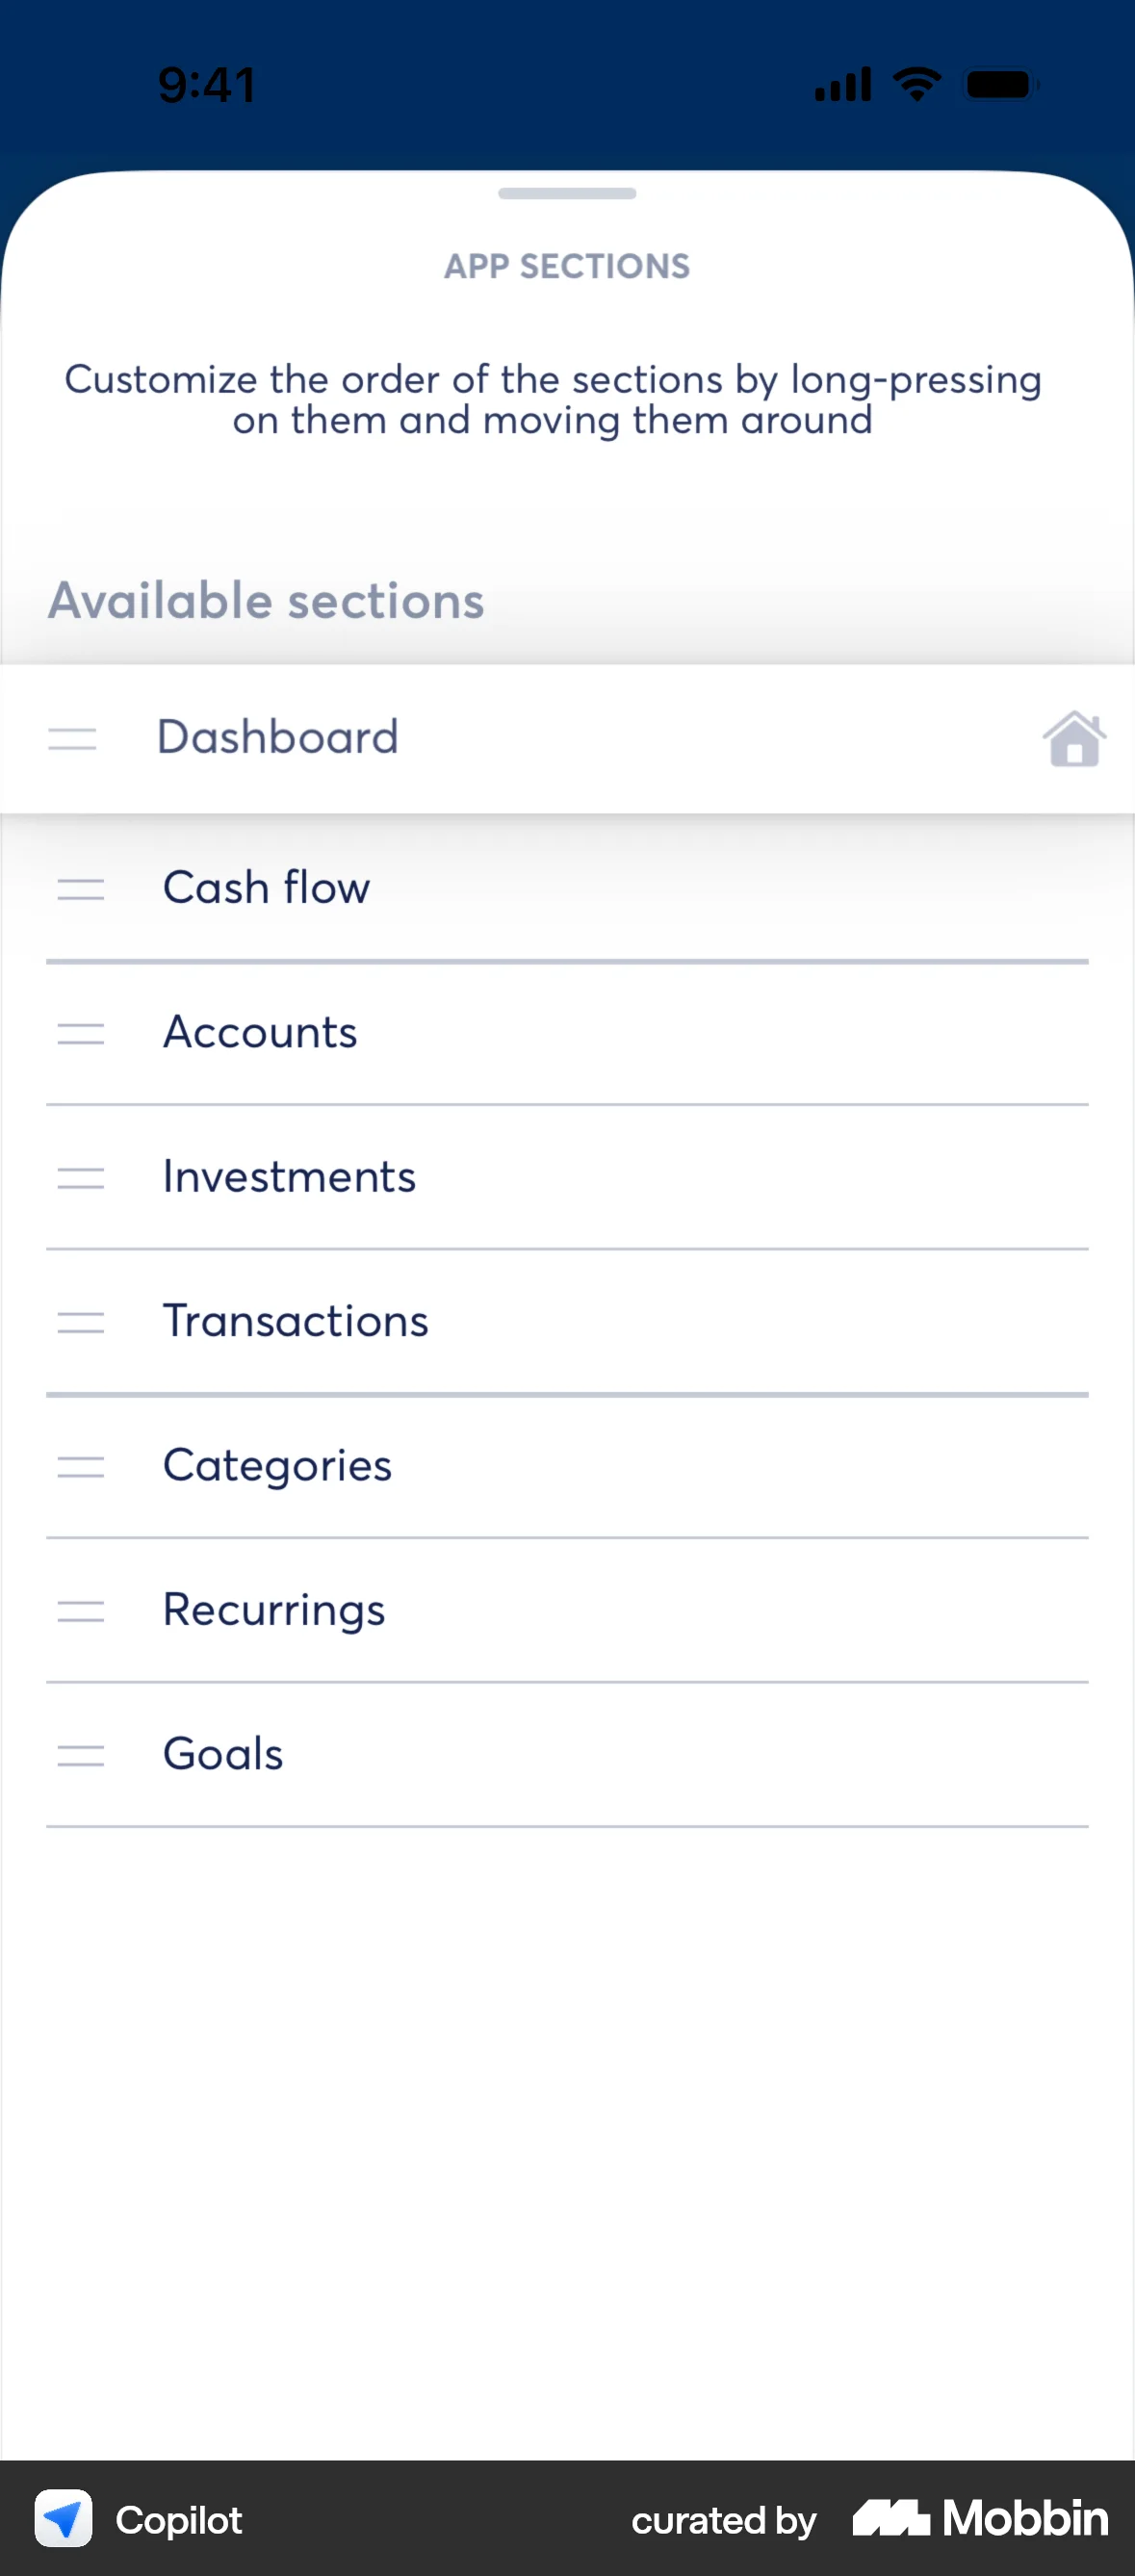 9:41
APP SECTIONS
Customize the order of the sections by long-pressing
on them and moving them around
Available sections
Dashboard
Cash flow
Accounts
Investments
Transactions
Categories
Recurrings
Goals
Copilot
curated by Mobbin